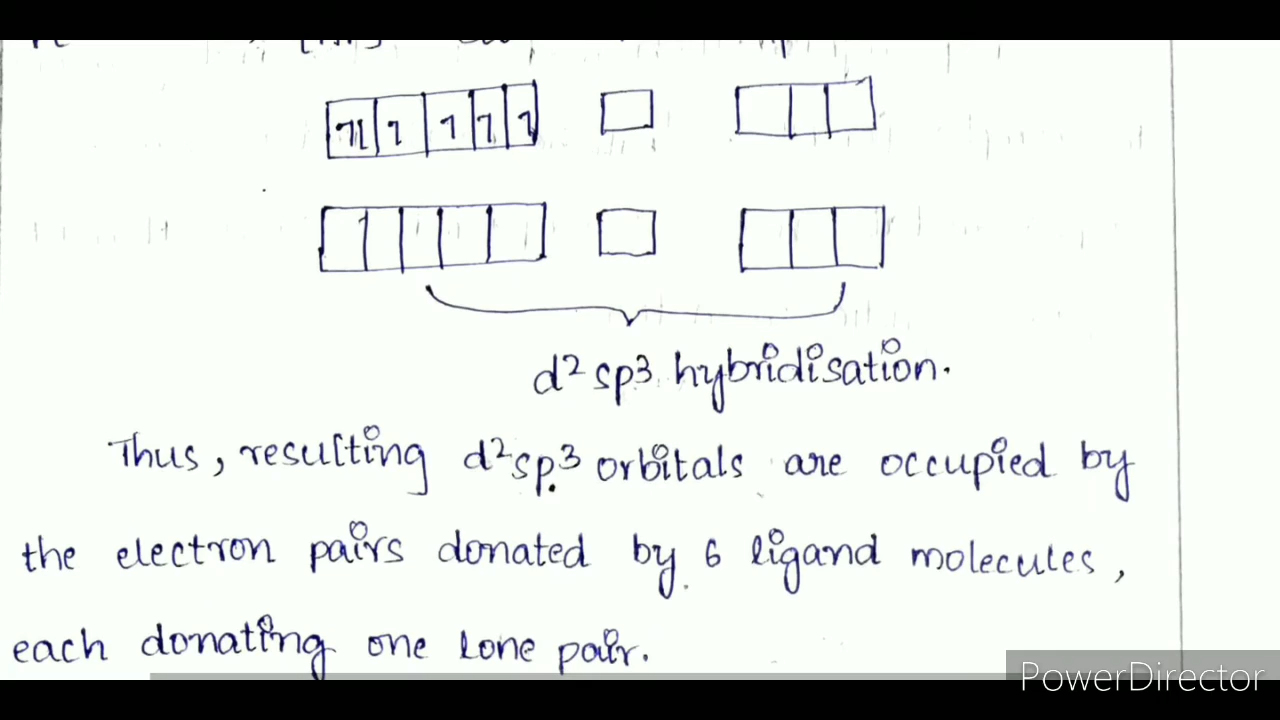 d² sp3 hybridisation.
Thus, resulting d²sp3 orbitals are occupied by
the electron pairs donated by 6 ligand molecules,
each donating one lone pair.
PowerDirector